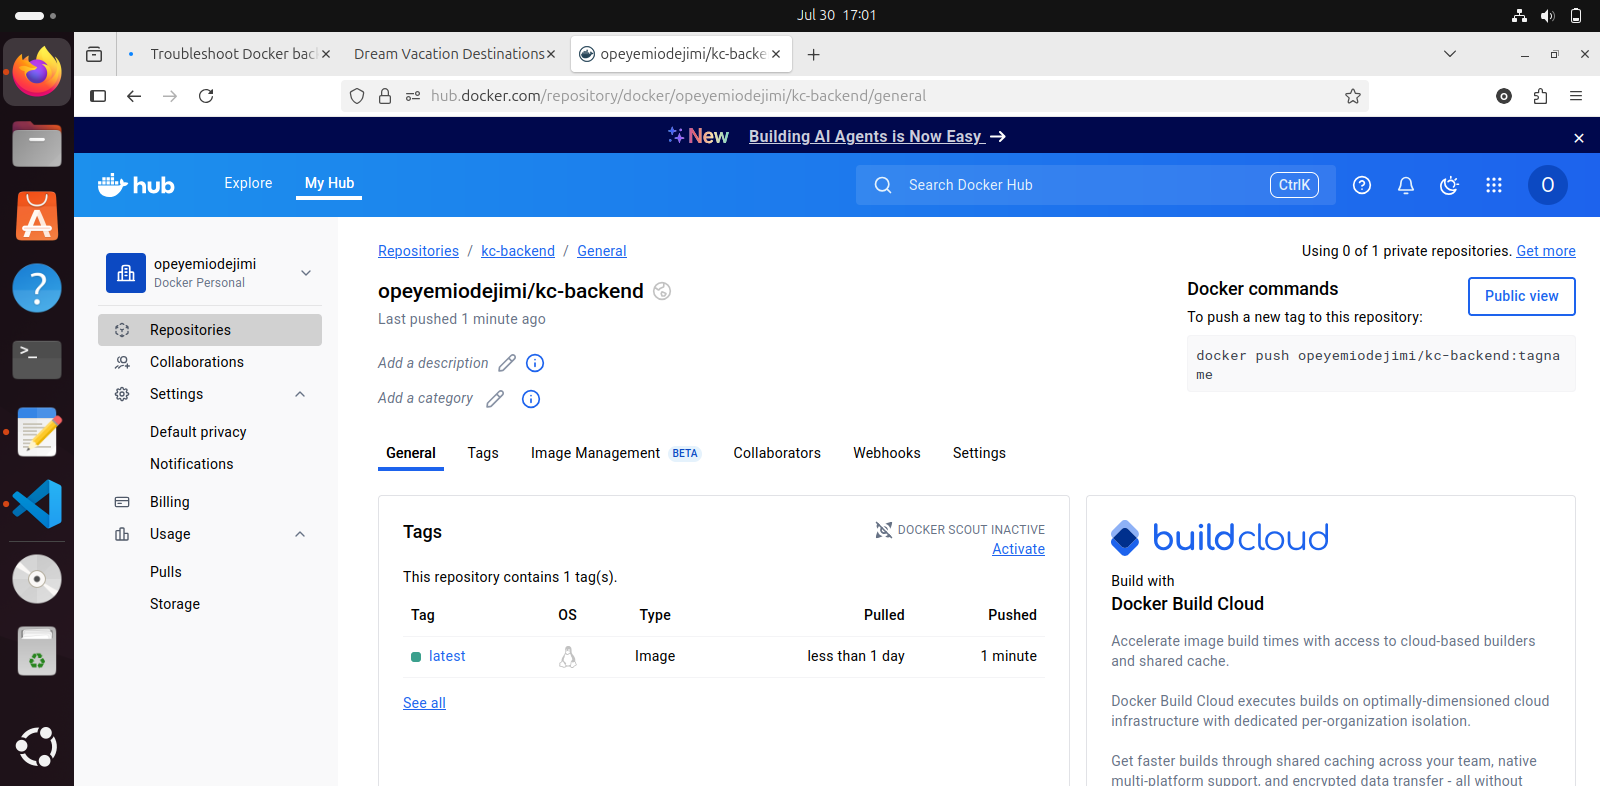 Jul 30 17:01
Troubleshoot Docker bac
Dream Vacation Destinations
opeyemiodejimi/kc-backe
hub.docker.com/repository/docker/opeyemiodejimi/kc-backend/general
New Building AI Agents is Now Easy
hub
Explore
My Hub
Search Docker Hub
CtrlK
O
opeyemiodejimi
Docker Personal
Repositories
Collaborations
Settings
Default privacy
Notifications
Billing
Usage
Pulls
Storage
Repositories / kc-backend / General
Using 0 of 1 private repositories. Get more
opeyemiodejimi/kc-backend
Last pushed 1 minute ago
Add a description
Add a category
Docker commands
Public view
To push a new tag to this repository:
docker push opeyemiodejimi/kc-backend:tagna
me
General
Tags
Image Management BETA
Collaborators
Webhooks
Settings
Tags
DOCKER SCOUT INACTIVE
Activate
This repository contains 1 tag(s).
Tag OS Type Pulled Pushed
latest Image less than 1 day 1 minute
See all
buildcloud
Build with
Docker Build Cloud
Accelerate image build times with access to cloud-based builders
and shared cache.
Docker Build Cloud executes builds on optimally-dimensioned cloud
infrastructure with dedicated per-organization isolation.
Get faster builds through shared caching across your team, native
multi-platform support, and encrypted data transfer - all without